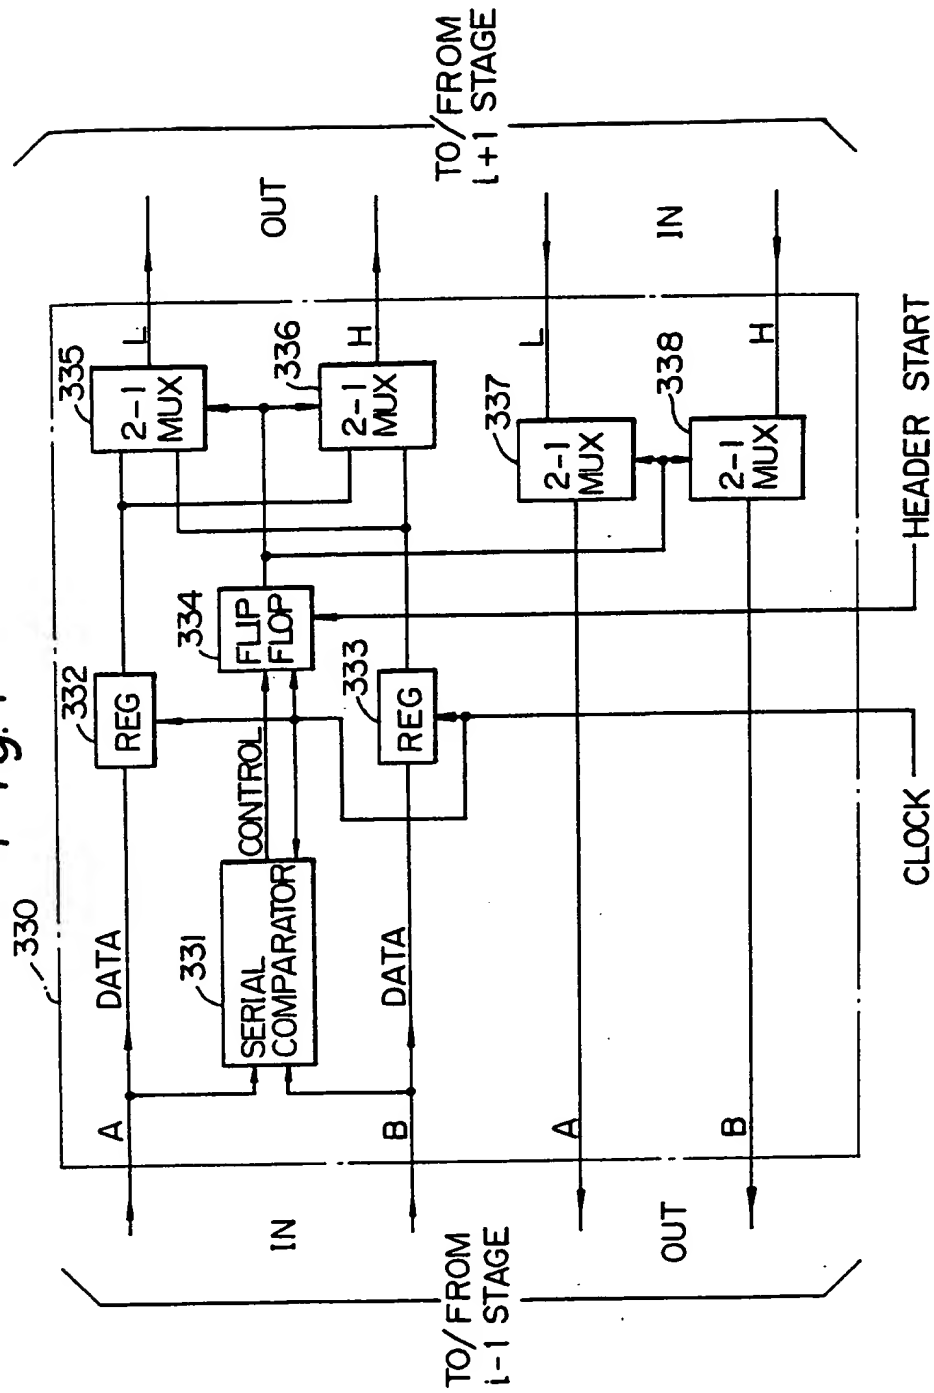 330
A
DATA
332
REG
335
2-1
MUX
L
331
SERIAL
COMPARATOR
CONTROL
334
FLIP
FLOP
OUT
336
2-1
MUX
H
IN
B
DATA
333
REG
TO/FROM
i-1 STAGE
TO/FROM
i+1 STAGE
A
337
2-1
MUX
L
OUT
IN
B
338
2-1
MUX
H
CLOCK
HEADER START